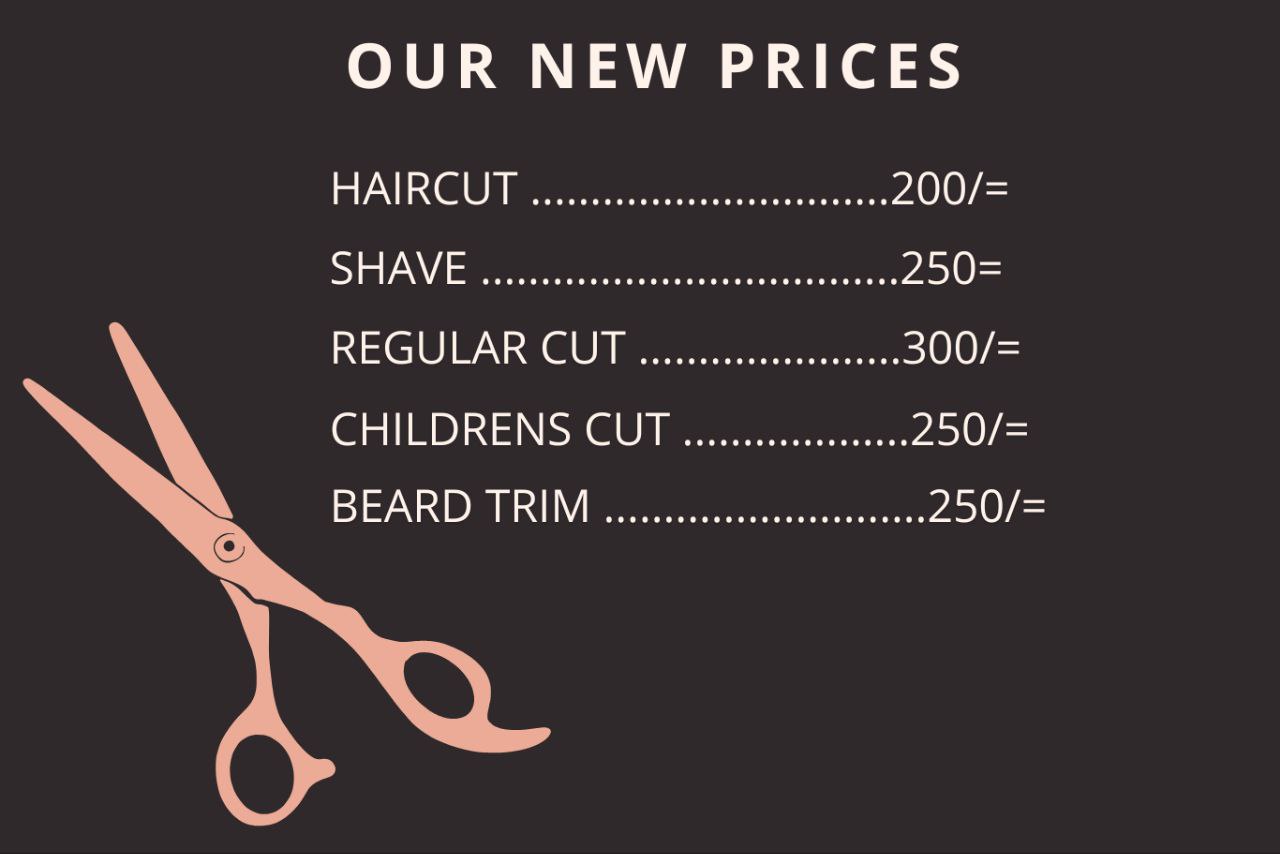 OUR NEW PRICES
HAIRCUT ..............................200/=
SHAVE ...................................250=
REGULAR CUT ......................300/=
CHILDRENS CUT ...................250/=
BEARD TRIM ...........................250/=